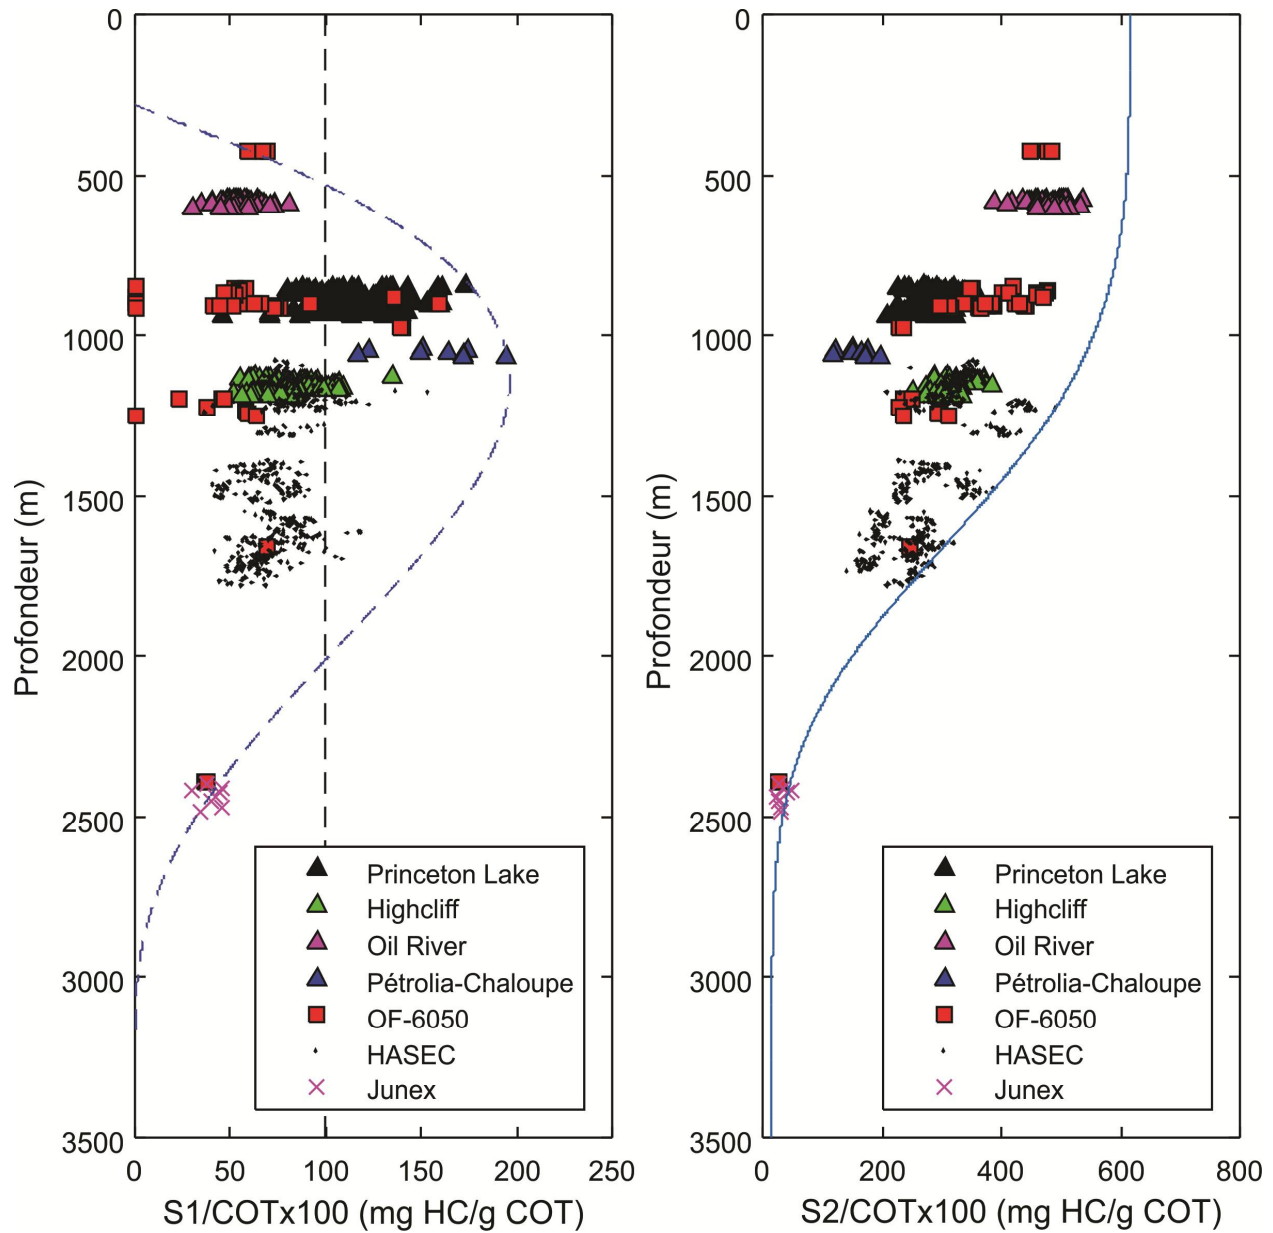 0
500
1000
1500
2000
2500
3000
3500
Profondeur (m)
Princeton Lake
Highcliff
Oil River
Pétrolia-Chaloupe
OF-6050
HASEC
Junex
0 50 100 150 200 250
S1/COTx100 (mg HC/g COT)
0
500
1000
1500
2000
2500
3000
3500
Profondeur (m)
Princeton Lake
Highcliff
Oil River
Pétrolia-Chaloupe
OF-6050
HASEC
Junex
0 200 400 600 800
S2/COTx100 (mg HC/g COT)